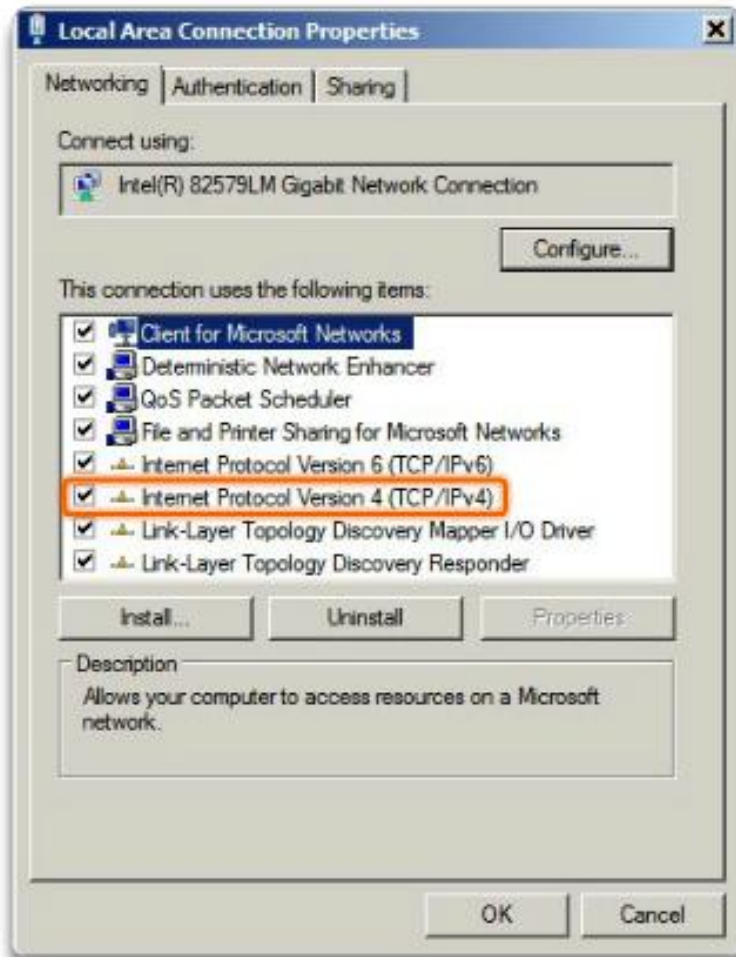 Local Area Connection Properties
Networking Authentication Sharing
Connect using:
Intel(R) 82579LM Gigabit Network Connection
Configure...
This connection uses the following items:
Client for Microsoft Networks
Deterministic Network Enhancer
QoS Packet Scheduler
File and Printer Sharing for Microsoft Networks
Internet Protocol Version 6 (TCP/IPv6)
Internet Protocol Version 4 (TCP/IPv4)
Link-Layer Topology Discovery Mapper I/O Driver
Link-Layer Topology Discovery Responder
Install... Uninstall Properties
Description
Allows your computer to access resources on a Microsoft
network.
OK Cancel